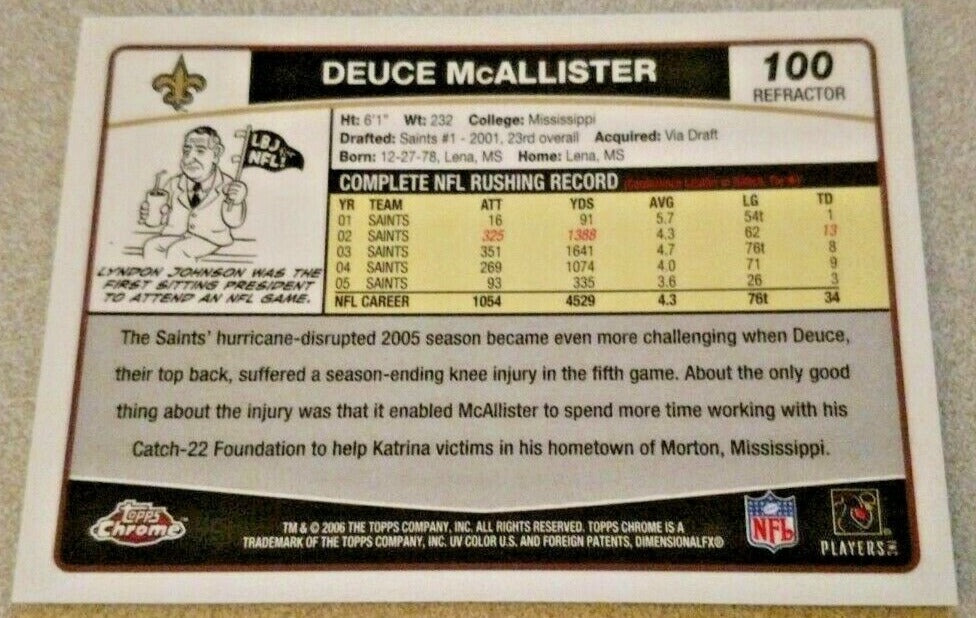 DEUCE McALLISTER
100
REFRACTOR
Ht: 6'1" Wt: 232 College: Mississippi
Drafted: Saints #1 - 2001, 23rd overall Acquired: Via Draft
Born: 12-27-78, Lena, MS Home: Lena, MS
LBJ
NFL!
LYNDON JOHNSON WAS THE
FIRST SITTING PRESIDENT
TO ATTEND AN NFL GAME.
COMPLETE NFL RUSHING RECORD
YR TEAM ATT YDS AVG LG TD
01 SAINTS 16 91 5.7 54t 1
02 SAINTS 325 1388 4.3 62 13
03 SAINTS 351 1641 4.7 76t 8
04 SAINTS 269 1074 4.0 71 9
05 SAINTS 93 335 3.6 26 3
NFL CAREER 1054 4529 4.3 76t 34
The Saints' hurricane-disrupted 2005 season became even more challenging when Deuce,
their top back, suffered a season-ending knee injury in the fifth game. About the only good
thing about the injury was that it enabled McAllister to spend more time working with his
Catch-22 Foundation to help Katrina victims in his hometown of Morton, Mississippi.
Topps
Chrome
TM & © 2006 THE TOPPS COMPANY, INC. ALL RIGHTS RESERVED. TOPPS CHROME IS A
TRADEMARK OF THE TOPPS COMPANY, INC. UV COLOR U.S. AND FOREIGN PATENTS, DIMENSIONALFX®
NFL
PLAYERS